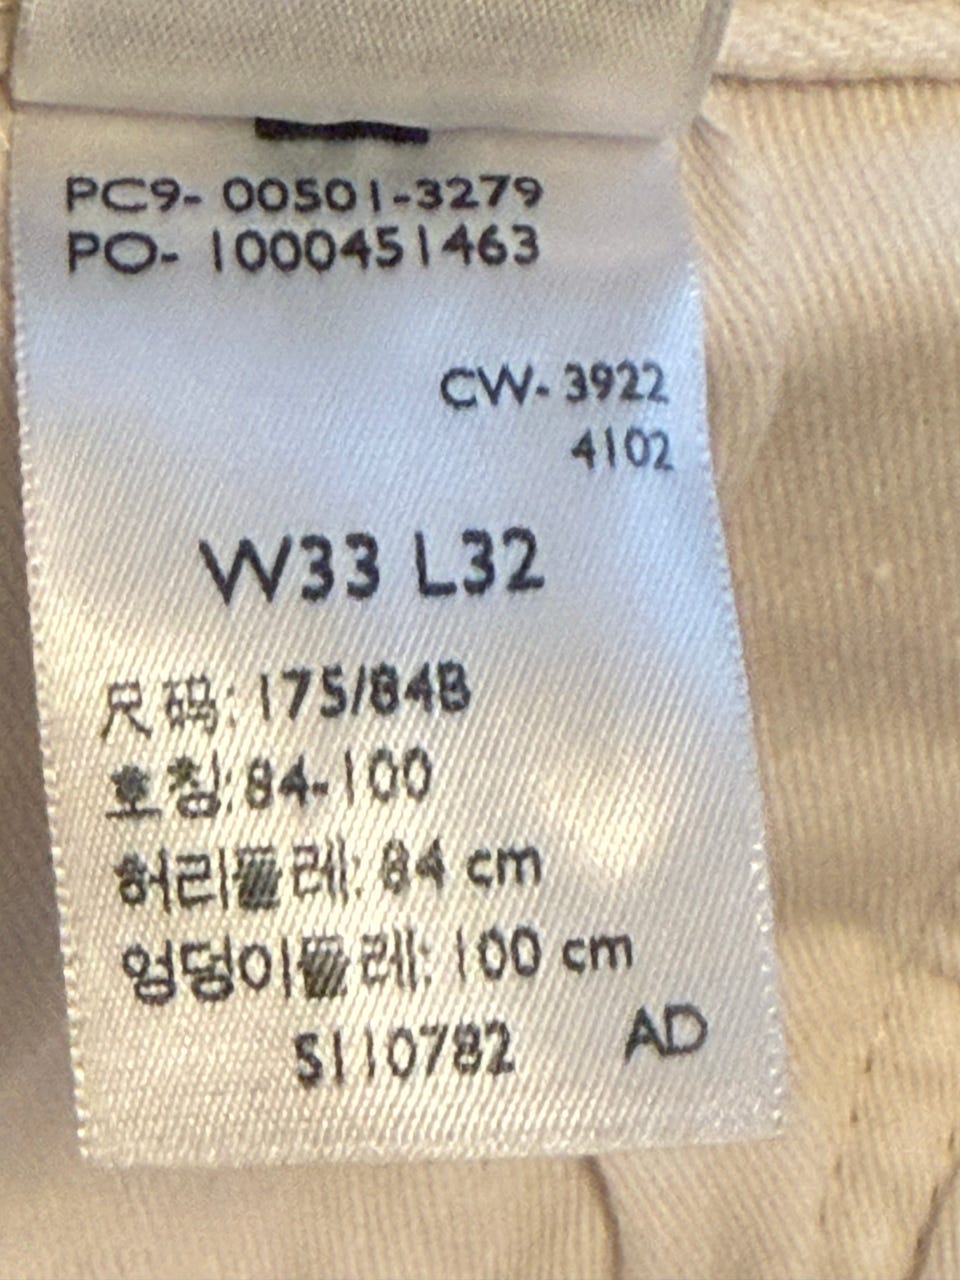 PC9- 00501-3279
PO- 1000451463
CW- 3922
4102
W33 L32
尺码: 175/84B
호칭: 84-100
허리둘레: 84 cm
엉덩이둘레: 100 cm
S110782 AD